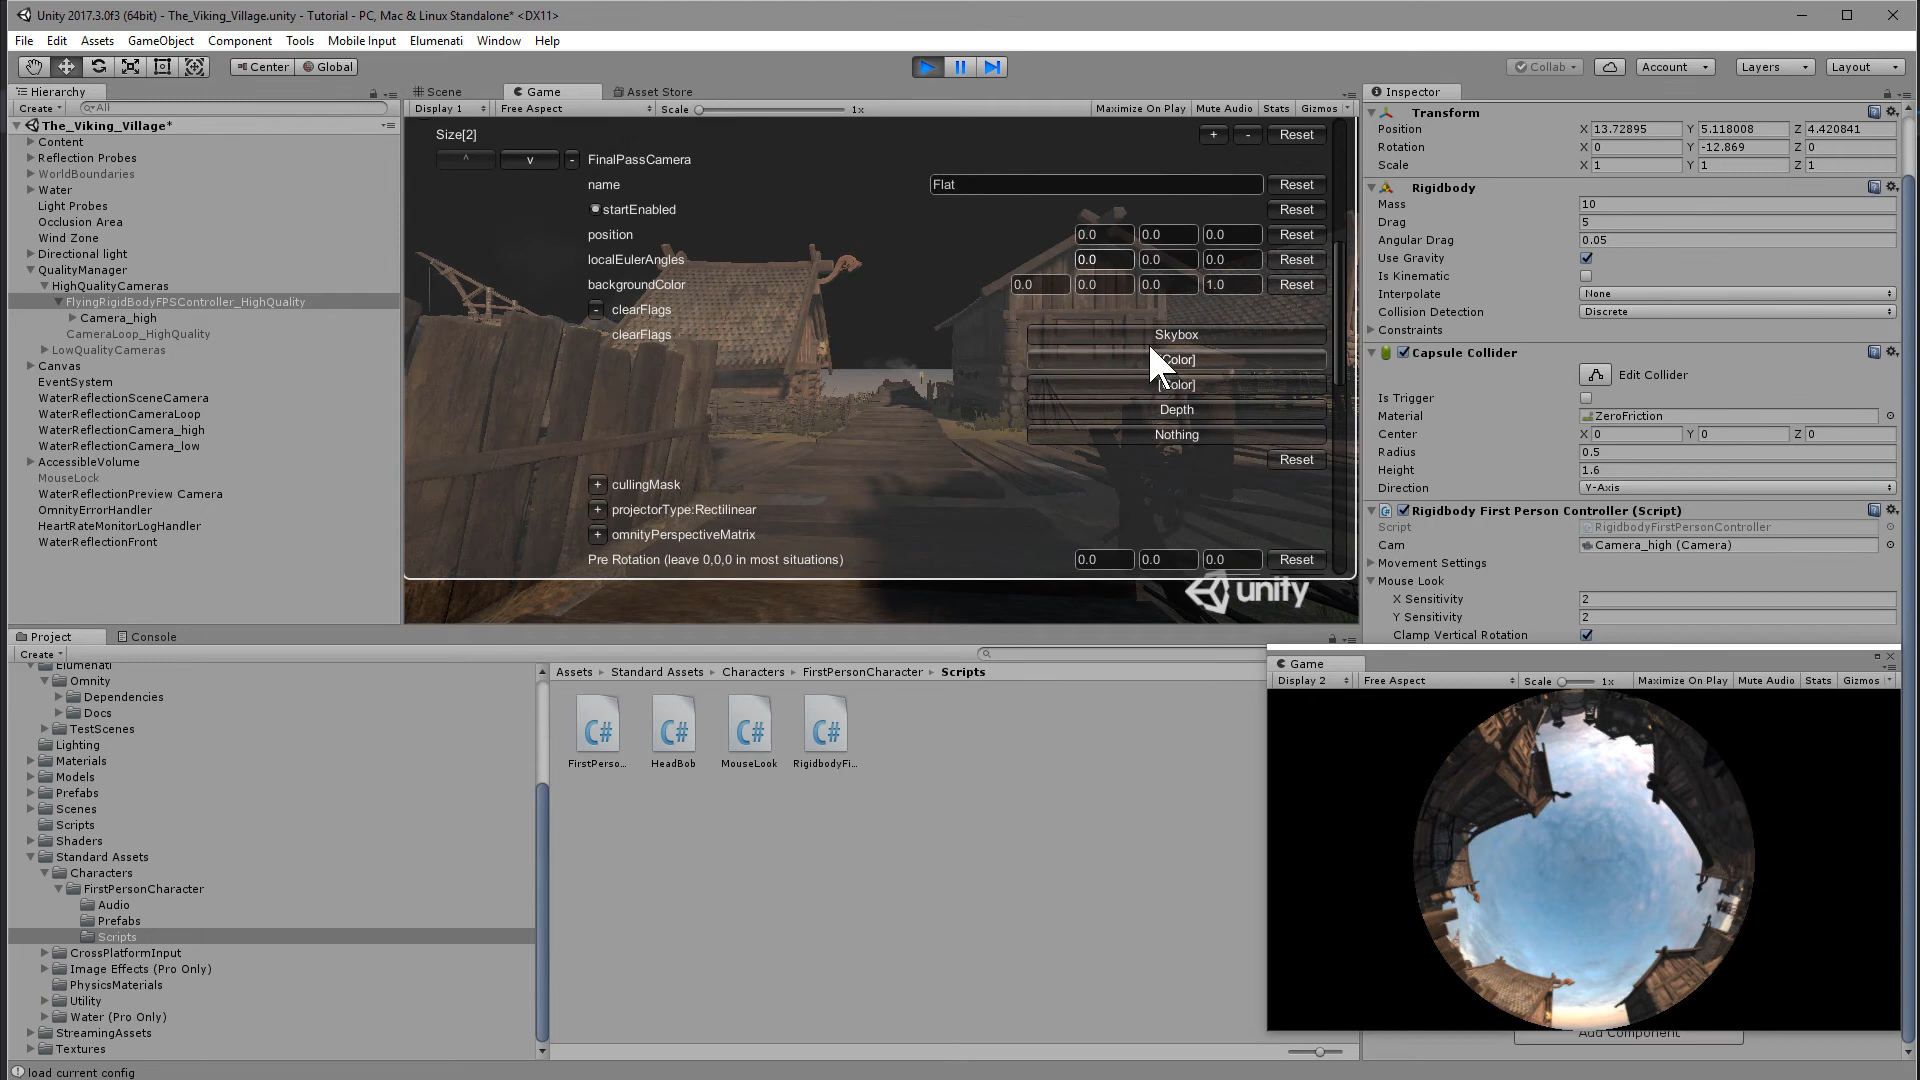 Unity 2017.3.0f3 (64bit) - The_Viking_Village.unity - Tutorial - PC, Mac & Linux Standalone* <DX11>
File Edit Assets GameObject Component Tools Mobile Input Elumenati Window Help
Center Global Collab Account Layers Layout
Hierarchy
Create All
The_Viking_Village*
Content
Reflection Probes
WorldBoundaries
Water
Light Probes
Occlusion Area
Wind Zone
Directional light
QualityManager
HighQualityCameras
FlyingRigidBodyFPSController_HighQuality
Camera_high
CameraLoop_HighQuality
LowQualityCameras
Canvas
EventSystem
WaterReflectionSceneCamera
WaterReflectionCameraLoop
WaterReflectionCamera_high
WaterReflectionCamera_low
AccessibleVolume
MouseLock
WaterReflectionPreview Camera
OmnityErrorHandler
HeartRateMonitorLogHandler
WaterReflectionFront
Scene Game Asset Store
Display 1 Free Aspect Scale 1x Maximize On Play Mute Audio Stats Gizmos
Size[2] + - Reset
^ v - FinalPassCamera
name Flat Reset
startEnabled Reset
position 0.0 0.0 0.0 Reset
localEulerAngles 0.0 0.0 0.0 Reset
backgroundColor 0.0 0.0 0.0 1.0 Reset
- clearFlags
clearFlags Skybox
Color]
[Color]
Depth
Nothing
Reset
+ cullingMask
+ projectorType:Rectilinear
+ omnityPerspectiveMatrix
Pre Rotation (leave 0,0,0 in most situations) 0.0 0.0 0.0 Reset
unity
Inspector
Transform
Position X 13.72895 Y 5.118008 Z 4.420841
Rotation X 0 Y -12.869 Z 0
Scale X 1 Y 1 Z 1
Rigidbody
Mass 10
Drag 5
Angular Drag 0.05
Use Gravity
Is Kinematic
Interpolate None
Collision Detection Discrete
Constraints
Capsule Collider
Edit Collider
Is Trigger
Material ZeroFriction
Center X 0 Y 0 Z 0
Radius 0.5
Height 1.6
Direction Y-Axis
Rigidbody First Person Controller (Script)
Script RigidbodyFirstPersonController
Cam Camera_high (Camera)
Movement Settings
Mouse Look
X Sensitivity 2
Y Sensitivity 2
Clamp Vertical Rotation
Project Console
Create
Elumenati
Omnity
Dependencies
Docs
TestScenes
Lighting
Materials
Models
Prefabs
Scenes
Scripts
Shaders
Standard Assets
Characters
FirstPersonCharacter
Audio
Prefabs
Scripts
CrossPlatformInput
Image Effects (Pro Only)
PhysicsMaterials
Utility
Water (Pro Only)
StreamingAssets
Textures
Assets Standard Assets Characters FirstPersonCharacter Scripts
C# C# C# C#
FirstPerso... HeadBob MouseLook RigidbodyFi...
Game
Display 2 Free Aspect Scale 1x Maximize On Play Mute Audio Stats Gizmos
Add Component
load current config